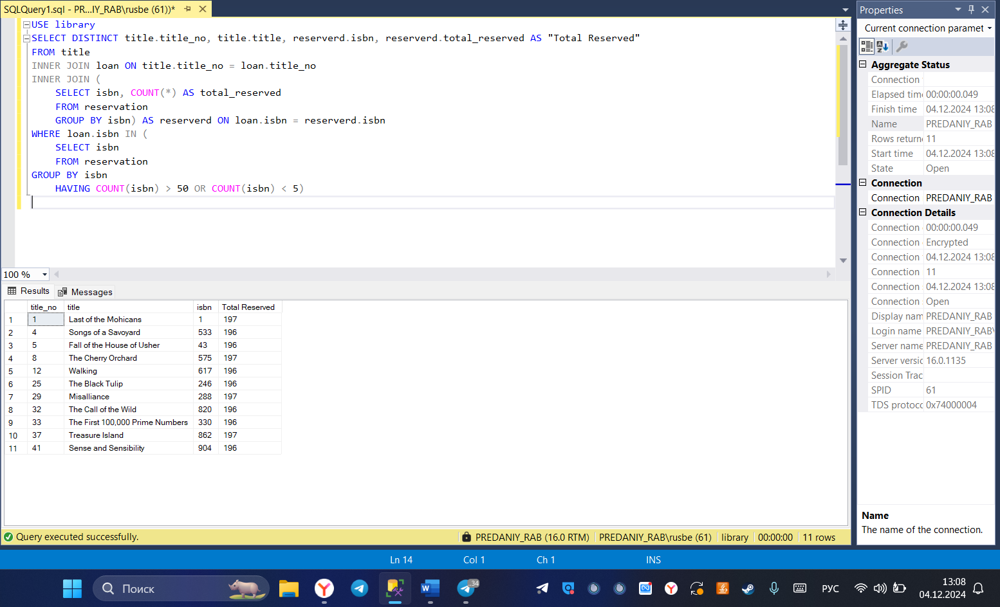 SQLQuery1.sql - PR...IY_RAB\rusbe (61))*
USE library
SELECT DISTINCT title.title_no, title.title, reserverd.isbn, reserverd.total_reserved AS "Total Reserved"
FROM title
INNER JOIN loan ON title.title_no = loan.title_no
INNER JOIN (
SELECT isbn, COUNT(*) AS total_reserved
FROM reservation
GROUP BY isbn) AS reserverd ON loan.isbn = reserverd.isbn
WHERE loan.isbn IN (
SELECT isbn
FROM reservation
GROUP BY isbn
HAVING COUNT(isbn) > 50 OR COUNT(isbn) < 5)
100 %
Results Messages
title_no title isbn Total Reserved
1 1 Last of the Mohicans 1 197
2 4 Songs of a Savoyard 533 196
3 5 Fall of the House of Usher 43 196
4 8 The Cherry Orchard 575 197
5 12 Walking 617 196
6 25 The Black Tulip 246 196
7 29 Misalliance 288 197
8 32 The Call of the Wild 820 196
9 33 The First 100,000 Prime Numbers 330 196
10 37 Treasure Island 862 197
11 41 Sense and Sensibility 904 196
Query executed successfully. PREDANIY_RAB (16.0 RTM) PREDANIY_RAB\rusbe (61) library 00:00:00 11 rows
Properties
Current connection paramet
Aggregate Status
Connection
Elapsed tim 00:00:00.049
Finish time 04.12.2024 13:08
Name PREDANIY_RAB
Rows return 11
Start time 04.12.2024 13:08
State Open
Connection
Connection PREDANIY_RAB
Connection Details
Connection 00:00:00.049
Connection Encrypted
Connection 04.12.2024 13:08
Connection 11
Connection 04.12.2024 13:08
Connection Open
Display nam PREDANIY_RAB
Login name PREDANIY_RAB\
Server name PREDANIY_RAB
Server versic 16.0.1135
Session Trac
SPID 61
TDS protocc 0x74000004
Name
The name of the connection.
Ln 14 Col 1 Ch 1 INS
Поиск
34
РУС
13:08
04.12.2024